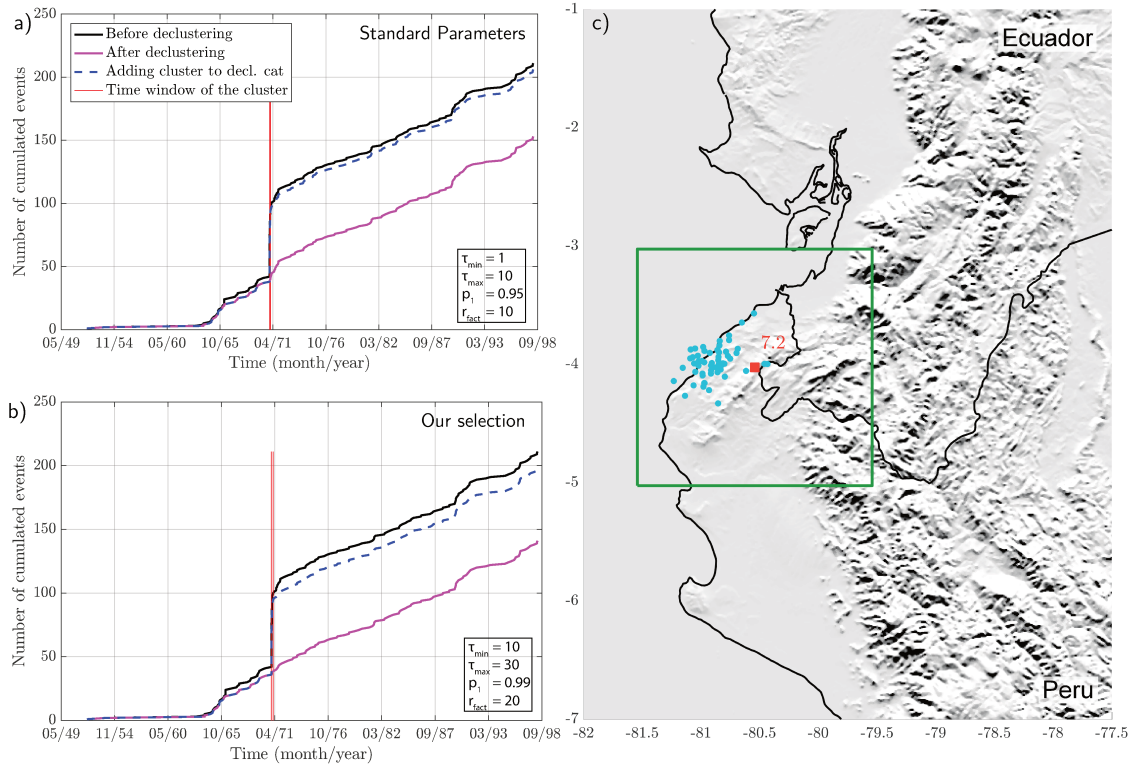 a)
Standard Parameters
Before declustering
After declustering
Adding cluster to decl. cat
Time window of the cluster
Number of cumulated events
250
200
150
100
50
0
τmin = 1
τmax = 10
p1 = 0.95
rfact = 10
05/49 11/54 05/60 10/65 04/71 10/76 03/82 09/87 03/93 09/98
Time (month/year)
b)
Our selection
Number of cumulated events
250
200
150
100
50
0
τmin = 10
τmax = 30
p1 = 0.99
rfact = 20
05/49 11/54 05/60 10/65 04/71 10/76 03/82 09/87 03/93 09/98
Time (month/year)
c)
Ecuador
7.2
Peru
-1
-2
-3
-4
-5
-6
-7
-82 -81.5 -81 -80.5 -80 -79.5 -79 -78.5 -78 -77.5